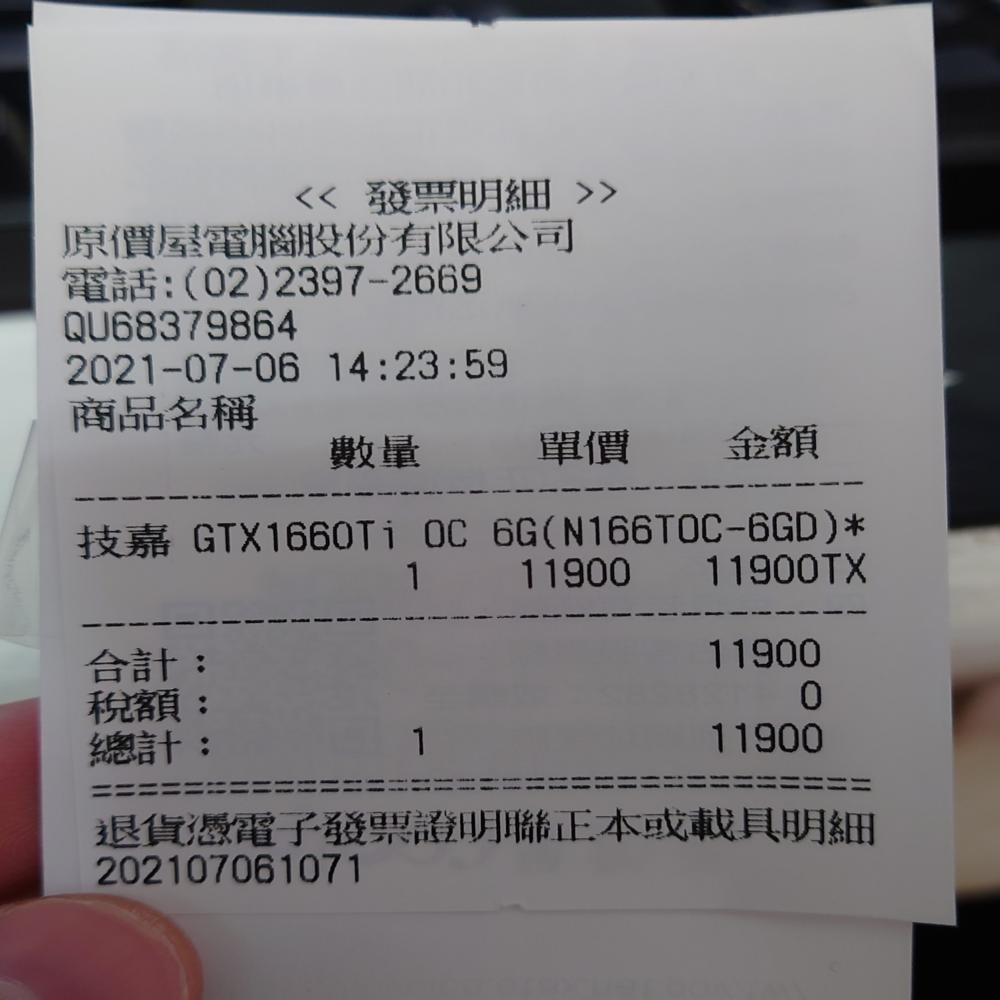 << 發票明細 >>
原價屋電腦股份有限公司
電話:(02)2397-2669
QU68379864
2021-07-06 14:23:59
商品名稱
數量 單價 金額
技嘉 GTX1660Ti OC 6G(N166TOC-6GD)*
1 11900 11900TX
合計: 11900
稅額: 0
總計: 1 11900
退貨憑電子發票證明聯正本或載具明細
202107061071